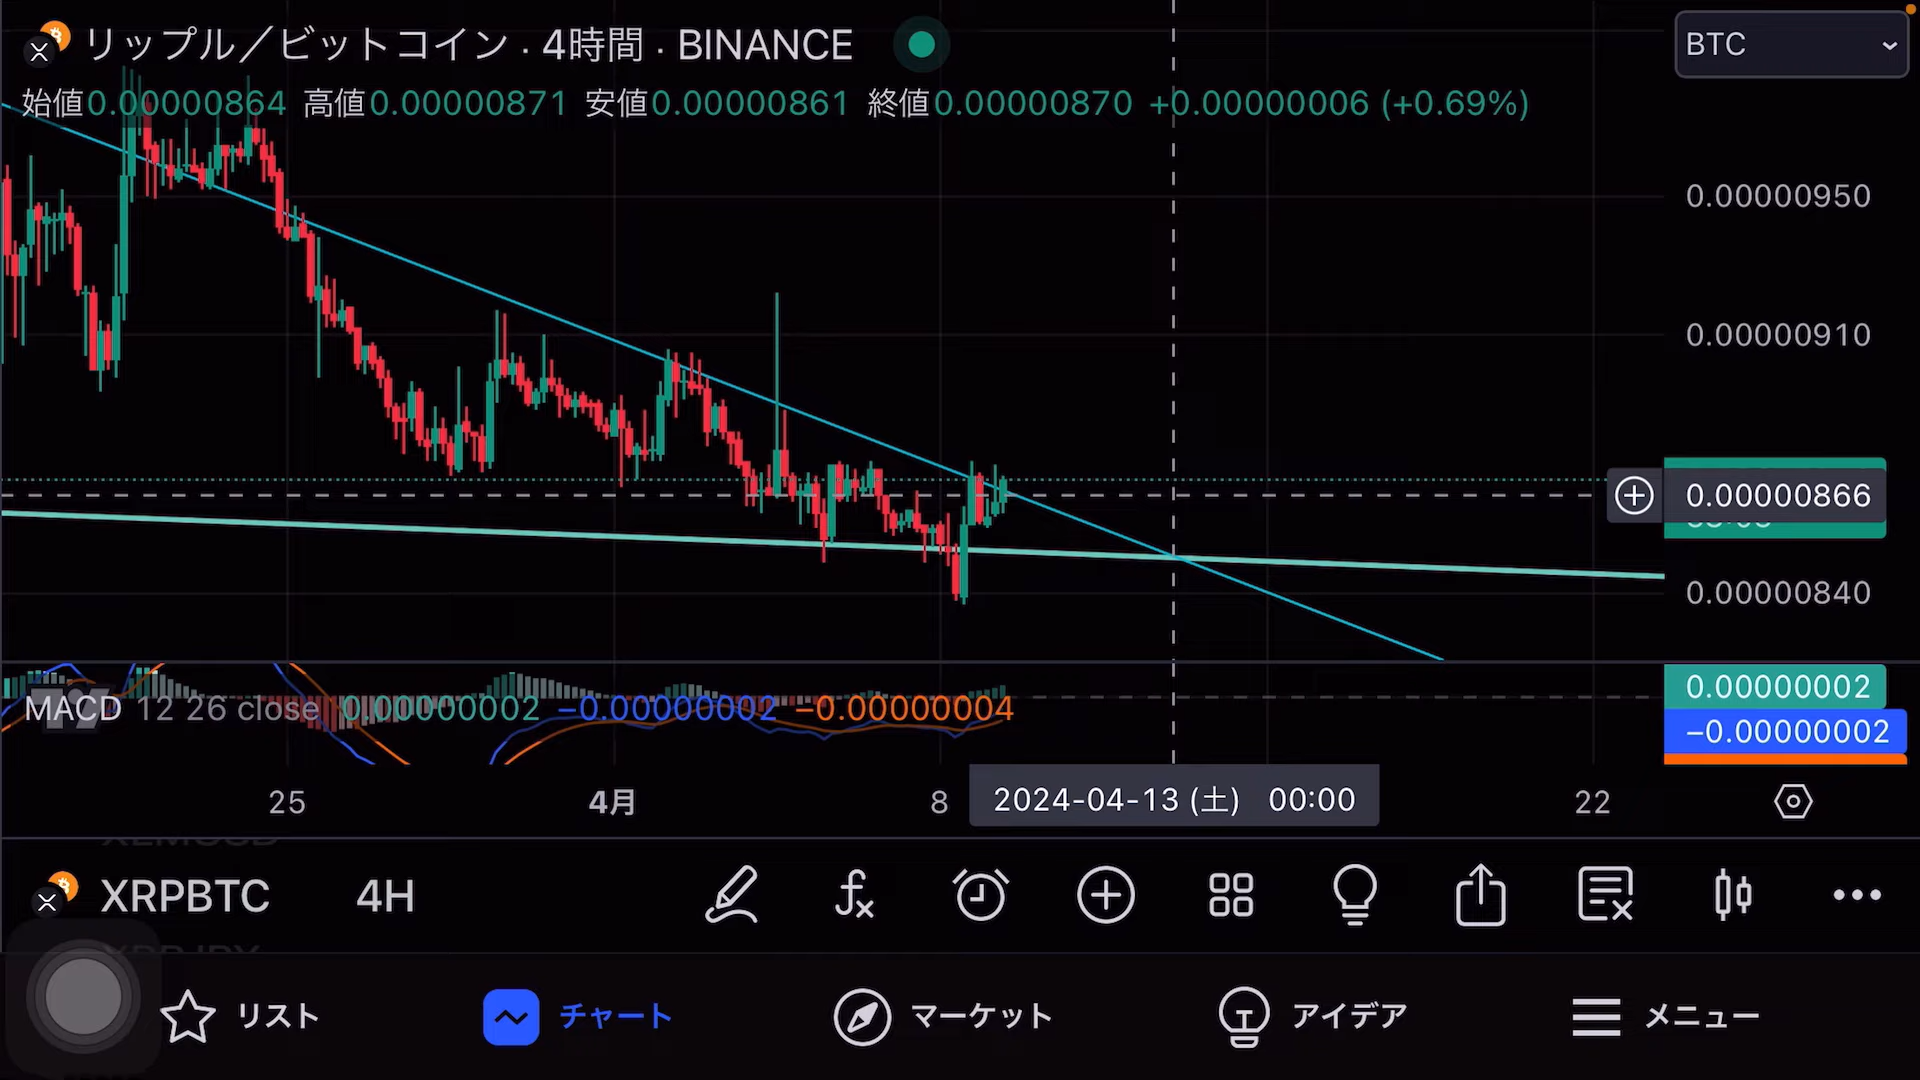 リップル／ビットコイン · 4時間 · BINANCE
BTC
始値0.00000864 高値0.00000871 安値0.00000861 終値0.00000870 +0.00000006 (+0.69%)
0.00000950
0.00000910
0.00000866
0.00000840
MACD 12 26 close 0.00000002 −0.00000002 −0.00000004
0.00000002
−0.00000002
25 4月 8 2024-04-13 (土) 00:00 22
XRPBTC 4H
リスト チャート マーケット アイデア メニュー